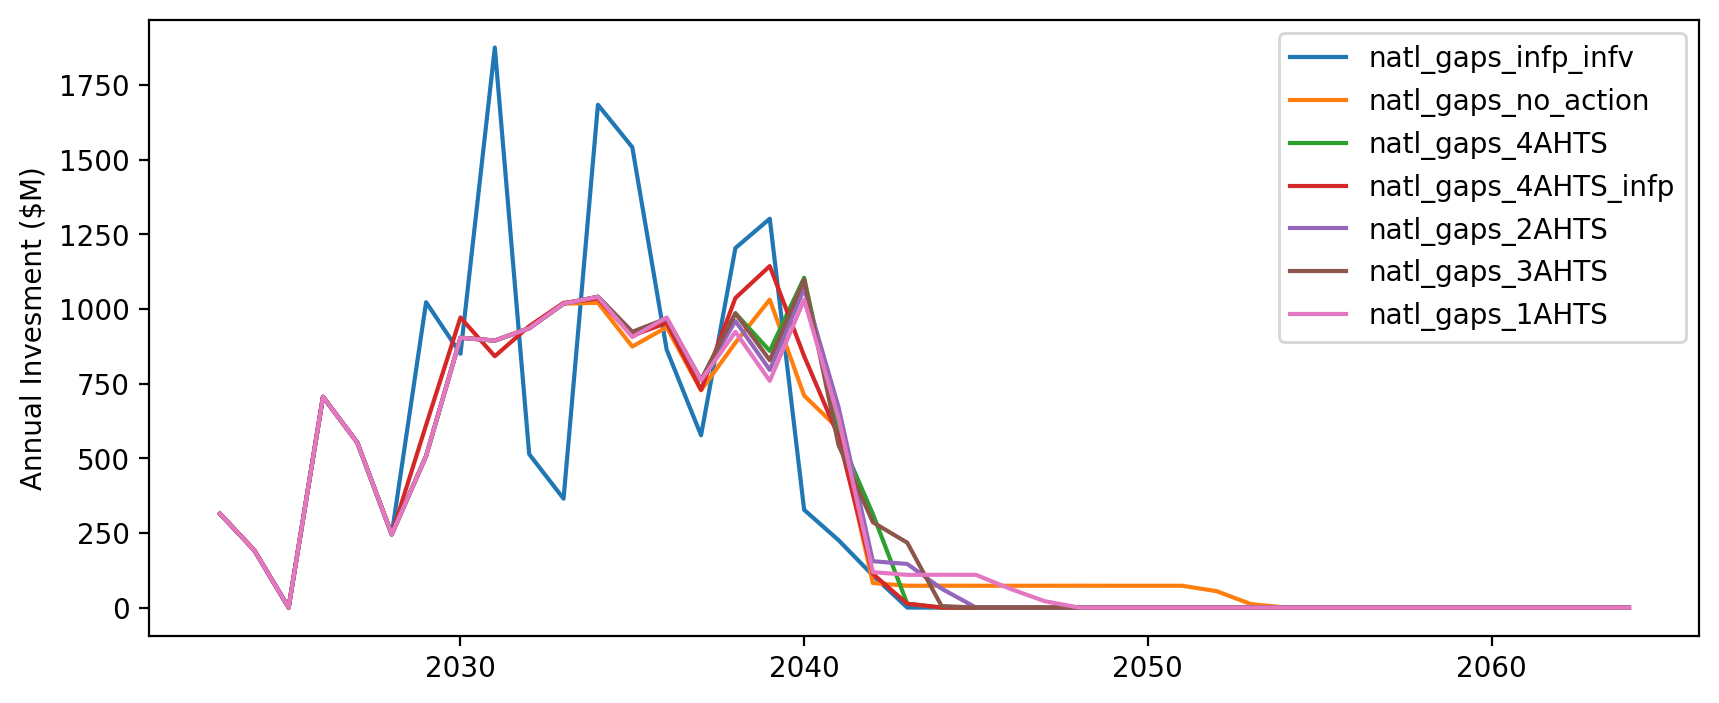 Annual Invesment ($M)
1750
1500
1250
1000
750
500
250
0
2030
2040
2050
2060
natl_gaps_infp_infv
natl_gaps_no_action
natl_gaps_4AHTS
natl_gaps_4AHTS_infp
natl_gaps_2AHTS
natl_gaps_3AHTS
natl_gaps_1AHTS